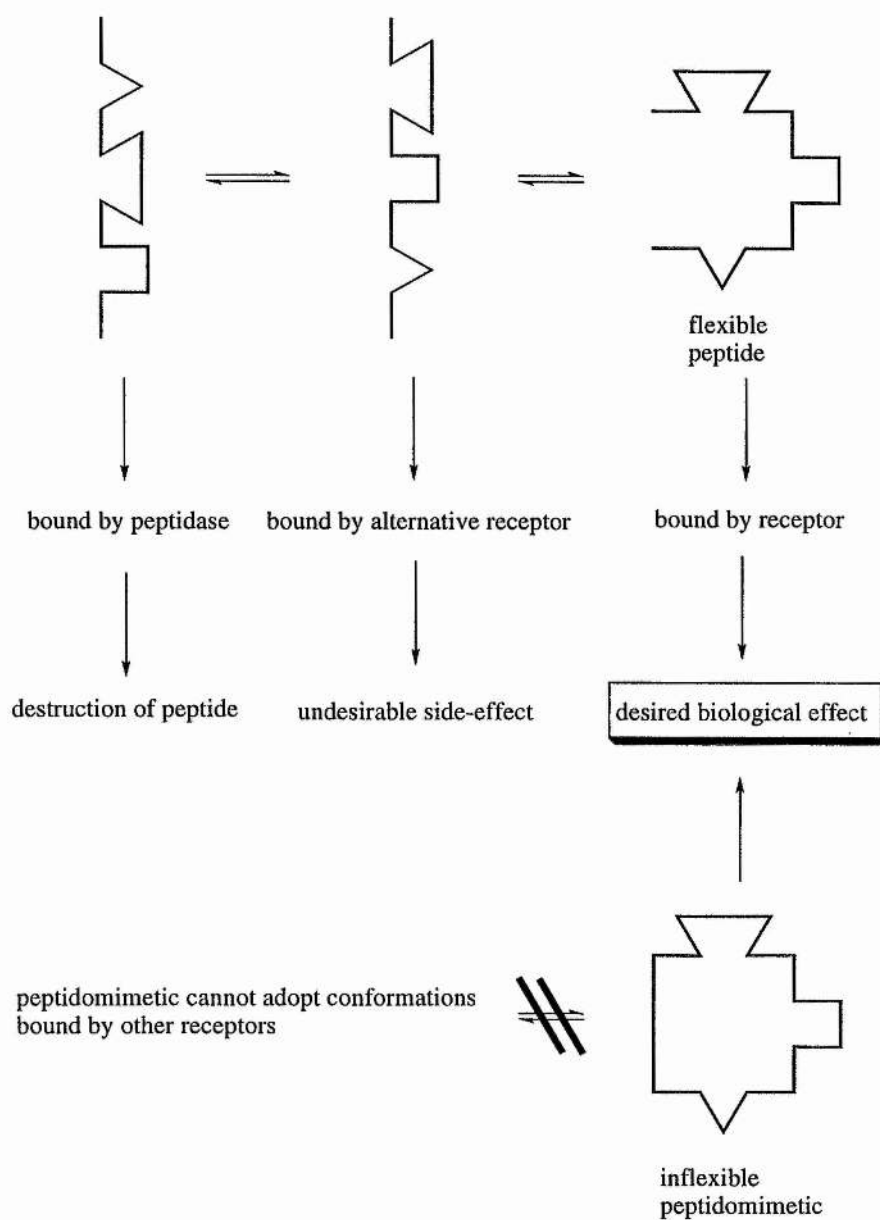 flexible
peptide
bound by peptidase
bound by alternative receptor
bound by receptor
destruction of peptide
undesirable side-effect
desired biological effect
peptidomimetic cannot adopt conformations
bound by other receptors
inflexible
peptidomimetic